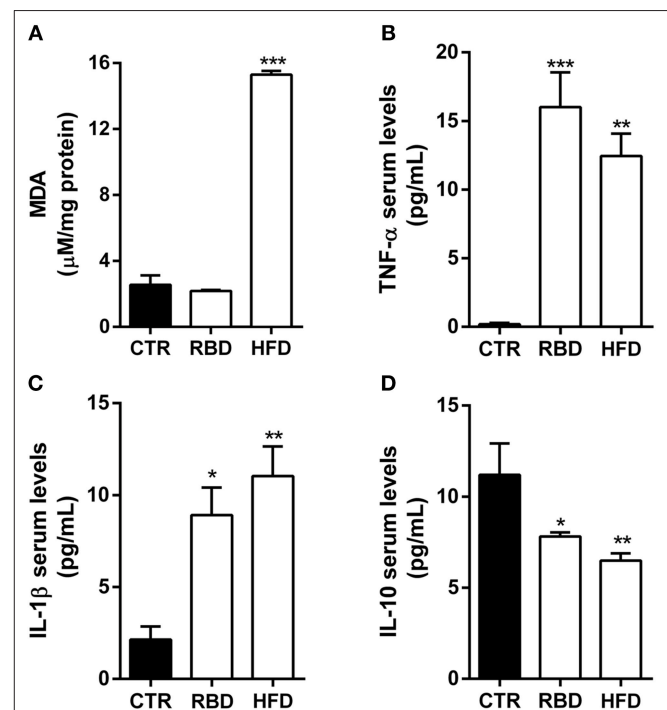 A
MDA
(µM/mg protein)
16
12
8
4
0
***
CTR RBD HFD
B
TNF-α serum levels
(pg/mL)
20
15
10
5
0
***
**
CTR RBD HFD
C
IL-1β serum levels
(pg/mL)
15
10
5
0
*
**
CTR RBD HFD
D
IL-10 serum levels
(pg/mL)
15
10
5
0
*
**
CTR RBD HFD